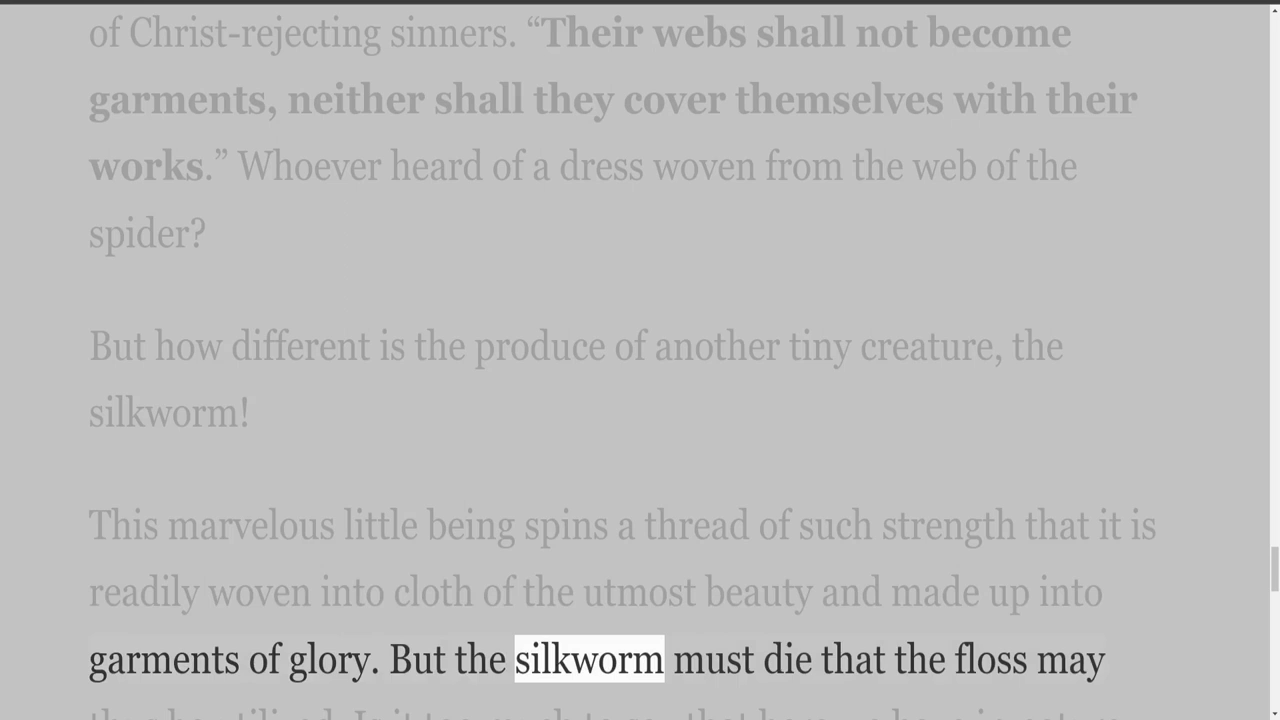 of Christ-rejecting sinners. “Their webs shall not become
garments, neither shall they cover themselves with their
works.” Whoever heard of a dress woven from the web of the
spider?
But how different is the produce of another tiny creature, the
silkworm!
This marvelous little being spins a thread of such strength that it is
readily woven into cloth of the utmost beauty and made up into
garments of glory. But the silkworm must die that the floss may